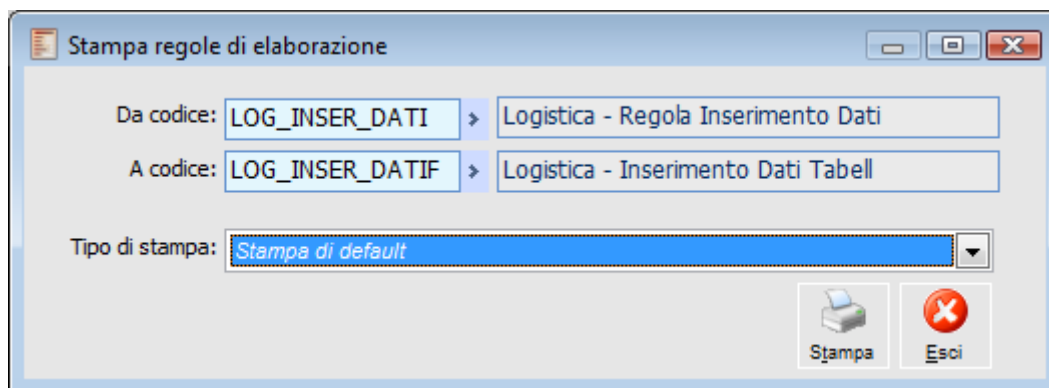 Stampa regole di elaborazione
Da codice: LOG_INSER_DATI Logistica - Regola Inserimento Dati
A codice: LOG_INSER_DATIF Logistica - Inserimento Dati Tabell
Tipo di stampa: Stampa di default
Stampa Esci